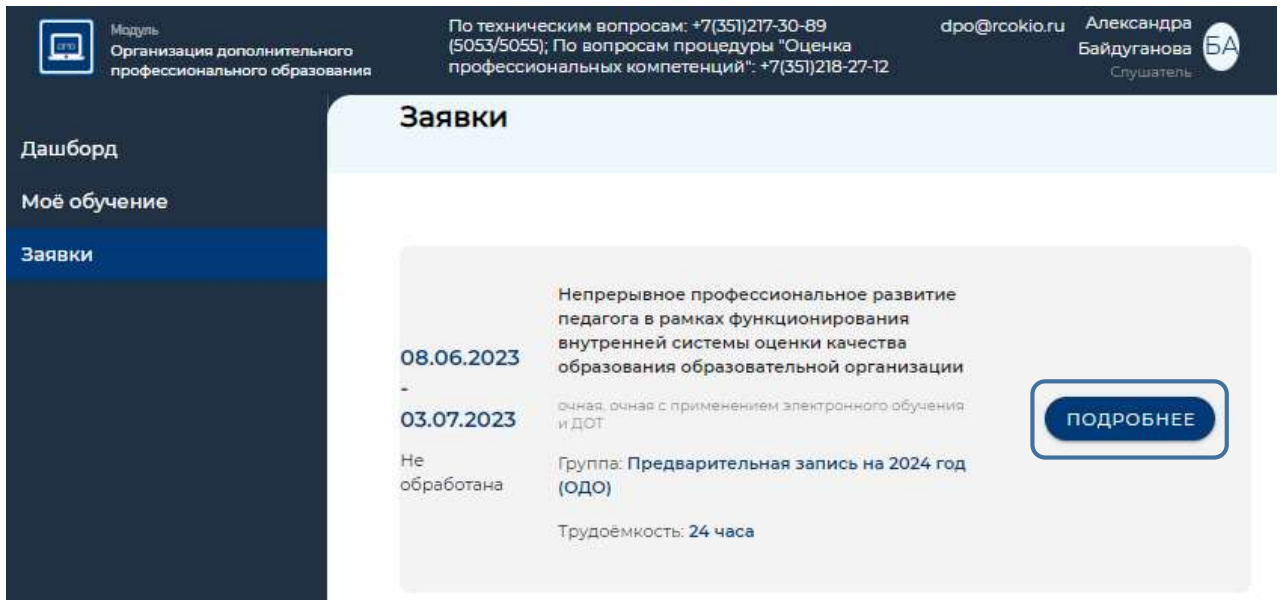 Модуль
Организация дополнительного
профессионального образования
По техническим вопросам: +7(351)217-30-89
(5053/5055); По вопросам процедуры "Оценка
профессиональных компетенций": +7(351)218-27-12
dpo@rcokio.ru
Александра
Байдуганова
Слушатель
БА
Дашборд
Моё обучение
Заявки
Заявки
08.06.2023
-
03.07.2023
Не
обработана
Непрерывное профессиональное развитие
педагога в рамках функционирования
внутренней системы оценки качества
образования образовательной организации
очная, очная с применением электронного обучения
и ДОТ
Группа: Предварительная запись на 2024 год
(ОДО)
Трудоёмкость: 24 часа
ПОДРОБНЕЕ